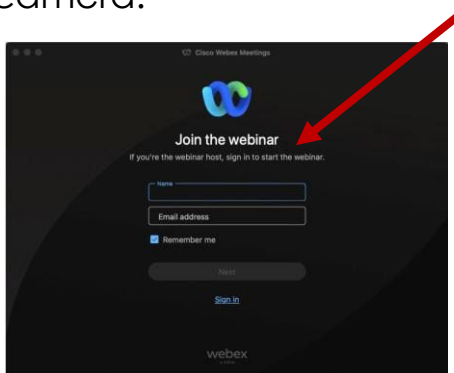 camera.
Cisco Webex Meetings
Join the webinar
If you're the webinar host, sign in to start the webinar.
Name
Email address
Remember me
Next
Sign in
webex